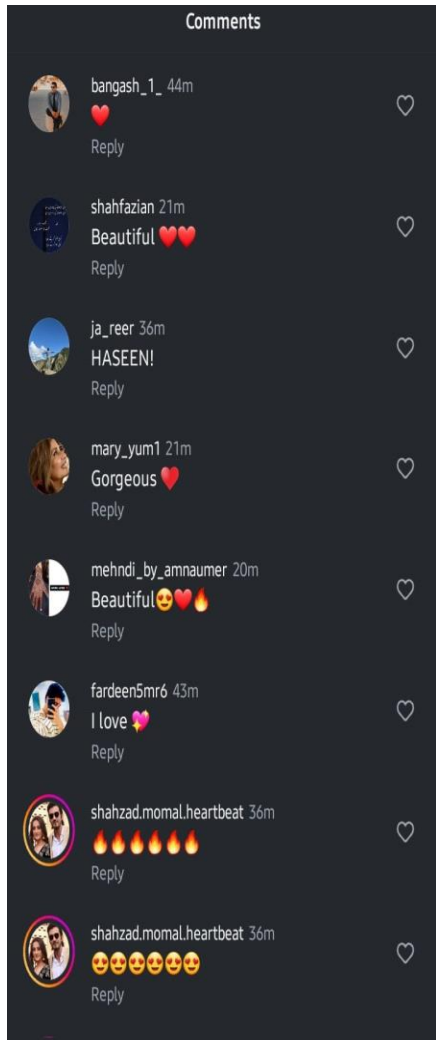 Comments
bangash_1_ 44m
❤️
Reply
shahfazian 21m
Beautiful ❤️❤️
Reply
ja_reer 36m
HASEEN!
Reply
mary_yum1 21m
Gorgeous ♥️
Reply
mehndi_by_amnaumer 20m
Beautiful😍❤️🔥
Reply
fardeen5mr6 43m
I love 💖
Reply
shahzad.momal.heartbeat 36m
🔥🔥🔥🔥🔥🔥
Reply
shahzad.momal.heartbeat 36m
😍😍😍😍😍😍
Reply